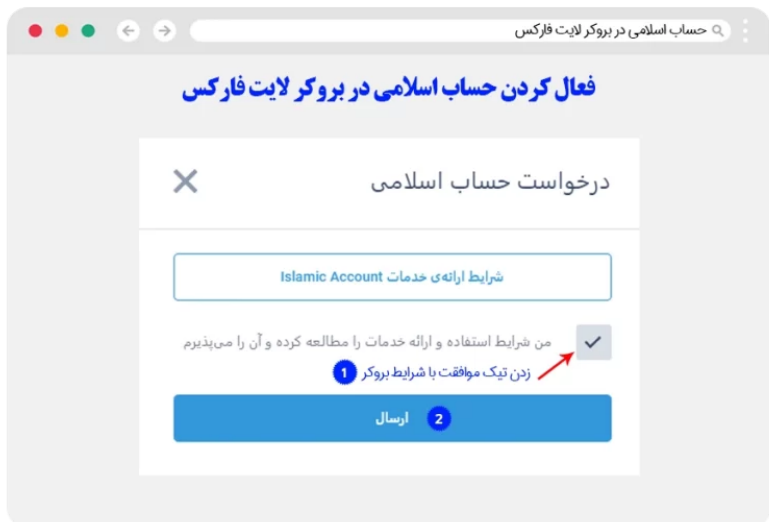 حساب اسلامی در بروکر لایت فارکس
فعال کردن حساب اسلامی در بروکر لایت فارکس
درخواست حساب اسلامی
شرایط ارائه‌ی خدمات Islamic Account
من شرایط استفاده و ارائه خدمات را مطالعه کرده و آن را می‌پذیرم
زدن تیک موافقت با شرایط بروکر 1
2 ارسال